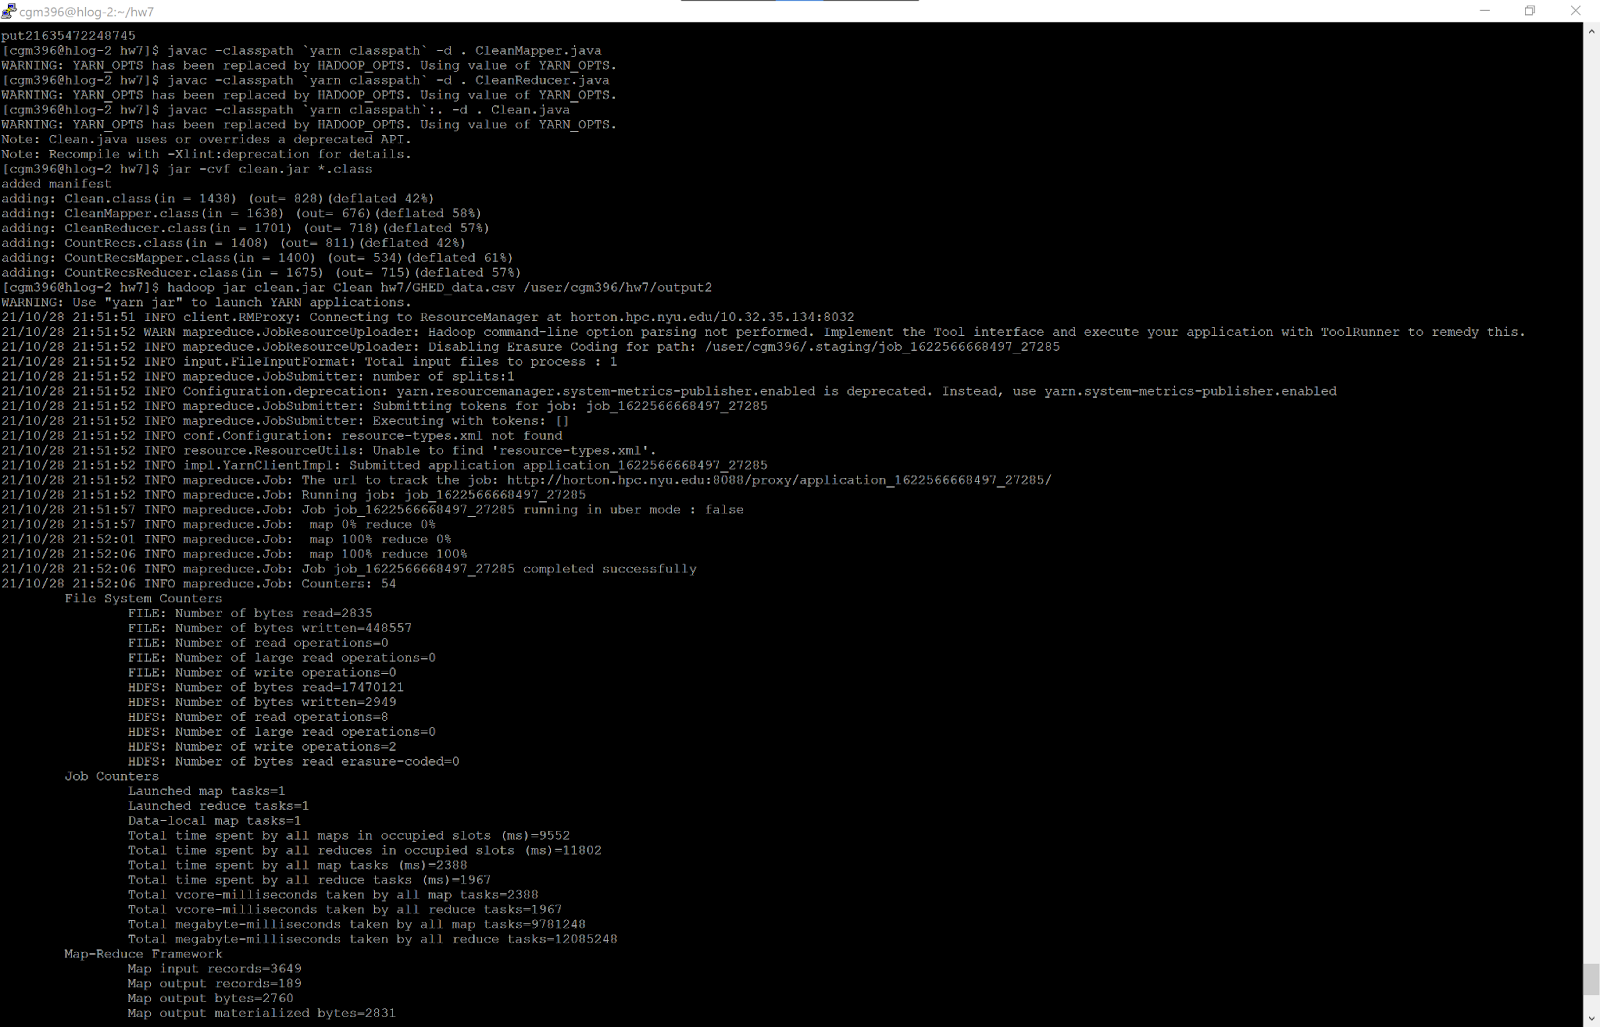 cgm396@hlog-2:~/hw7
put21635472248745
[cgm396@hlog-2 hw7]$ javac -classpath `yarn classpath` -d . CleanMapper.java
WARNING: YARN_OPTS has been replaced by HADOOP_OPTS. Using value of YARN_OPTS.
[cgm396@hlog-2 hw7]$ javac -classpath `yarn classpath` -d . CleanReducer.java
WARNING: YARN_OPTS has been replaced by HADOOP_OPTS. Using value of YARN_OPTS.
[cgm396@hlog-2 hw7]$ javac -classpath `yarn classpath`:. -d . Clean.java
WARNING: YARN_OPTS has been replaced by HADOOP_OPTS. Using value of YARN_OPTS.
Note: Clean.java uses or overrides a deprecated API.
Note: Recompile with -Xlint:deprecation for details.
[cgm396@hlog-2 hw7]$ jar -cvf clean.jar *.class
added manifest
adding: Clean.class(in = 1438) (out= 828)(deflated 42%)
adding: CleanMapper.class(in = 1638) (out= 676)(deflated 58%)
adding: CleanReducer.class(in = 1701) (out= 718)(deflated 57%)
adding: CountRecs.class(in = 1408) (out= 811)(deflated 42%)
adding: CountRecsMapper.class(in = 1400) (out= 534)(deflated 61%)
adding: CountRecsReducer.class(in = 1675) (out= 715)(deflated 57%)
[cgm396@hlog-2 hw7]$ hadoop jar clean.jar Clean hw7/GHED_data.csv /user/cgm396/hw7/output2
WARNING: Use "yarn jar" to launch YARN applications.
21/10/28 21:51:51 INFO client.RMProxy: Connecting to ResourceManager at horton.hpc.nyu.edu/10.32.35.134:8032
21/10/28 21:51:52 WARN mapreduce.JobResourceUploader: Hadoop command-line option parsing not performed. Implement the Tool interface and execute your application with ToolRunner to remedy this.
21/10/28 21:51:52 INFO mapreduce.JobResourceUploader: Disabling Erasure Coding for path: /user/cgm396/.staging/job_1622566668497_27285
21/10/28 21:51:52 INFO input.FileInputFormat: Total input files to process : 1
21/10/28 21:51:52 INFO mapreduce.JobSubmitter: number of splits:1
21/10/28 21:51:52 INFO Configuration.deprecation: yarn.resourcemanager.system-metrics-publisher.enabled is deprecated. Instead, use yarn.system-metrics-publisher.enabled
21/10/28 21:51:52 INFO mapreduce.JobSubmitter: Submitting tokens for job: job_1622566668497_27285
21/10/28 21:51:52 INFO mapreduce.JobSubmitter: Executing with tokens: []
21/10/28 21:51:52 INFO conf.Configuration: resource-types.xml not found
21/10/28 21:51:52 INFO resource.ResourceUtils: Unable to find 'resource-types.xml'.
21/10/28 21:51:52 INFO impl.YarnClientImpl: Submitted application application_1622566668497_27285
21/10/28 21:51:52 INFO mapreduce.Job: The url to track the job: http://horton.hpc.nyu.edu:8088/proxy/application_1622566668497_27285/
21/10/28 21:51:52 INFO mapreduce.Job: Running job: job_1622566668497_27285
21/10/28 21:51:57 INFO mapreduce.Job: Job job_1622566668497_27285 running in uber mode : false
21/10/28 21:51:57 INFO mapreduce.Job:  map 0% reduce 0%
21/10/28 21:52:01 INFO mapreduce.Job:  map 100% reduce 0%
21/10/28 21:52:06 INFO mapreduce.Job:  map 100% reduce 100%
21/10/28 21:52:06 INFO mapreduce.Job: Job job_1622566668497_27285 completed successfully
21/10/28 21:52:06 INFO mapreduce.Job: Counters: 54
File System Counters
FILE: Number of bytes read=2835
FILE: Number of bytes written=448557
FILE: Number of read operations=0
FILE: Number of large read operations=0
FILE: Number of write operations=0
HDFS: Number of bytes read=17470121
HDFS: Number of bytes written=2949
HDFS: Number of read operations=8
HDFS: Number of large read operations=0
HDFS: Number of write operations=2
HDFS: Number of bytes read erasure-coded=0
Job Counters
Launched map tasks=1
Launched reduce tasks=1
Data-local map tasks=1
Total time spent by all maps in occupied slots (ms)=9552
Total time spent by all reduces in occupied slots (ms)=11802
Total time spent by all map tasks (ms)=2388
Total time spent by all reduce tasks (ms)=1967
Total vcore-milliseconds taken by all map tasks=2388
Total vcore-milliseconds taken by all reduce tasks=1967
Total megabyte-milliseconds taken by all map tasks=9781248
Total megabyte-milliseconds taken by all reduce tasks=12085248
Map-Reduce Framework
Map input records=3649
Map output records=189
Map output bytes=2760
Map output materialized bytes=2831